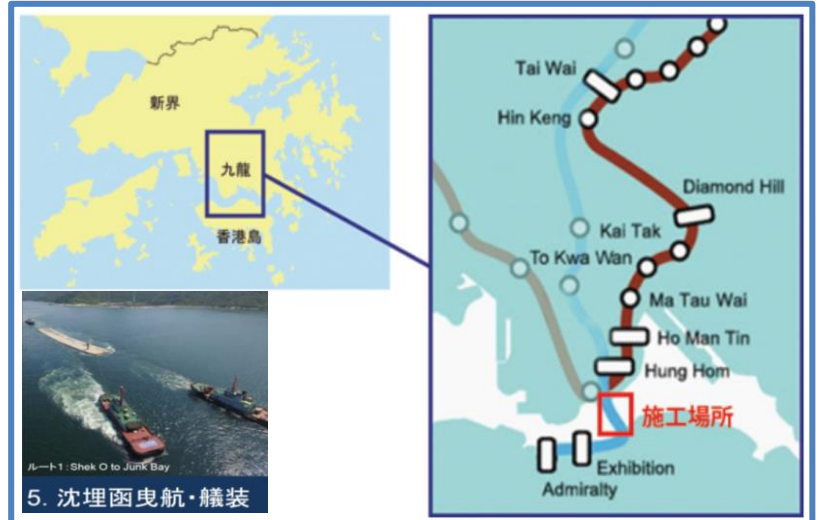 新界
九龍
香港島
ルート1：Shek O to Junk Bay
5. 沈埋函曳航・艤装
Tai Wai
Hin Keng
Diamond Hill
Kai Tak
To Kwa Wan
Ma Tau Wai
Ho Man Tin
Hung Hom
施工場所
Exhibition
Admiralty